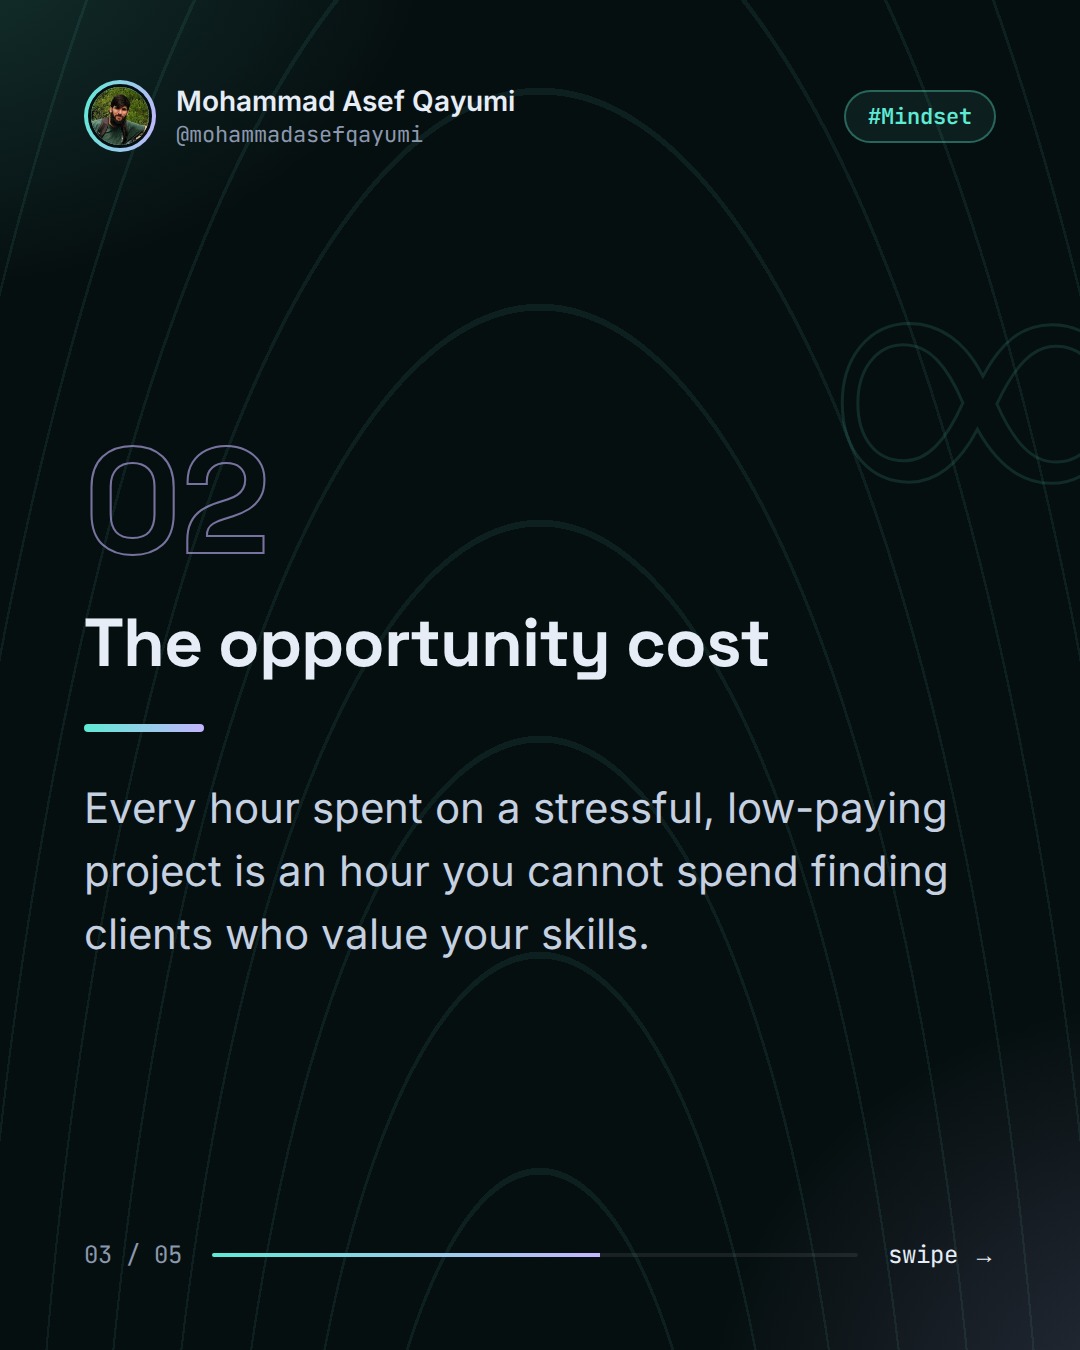 Mohammad Asef Qayumi
@mohammadasefqayumi
#Mindset
02
The opportunity cost
Every hour spent on a stressful, low-paying
project is an hour you cannot spend finding
clients who value your skills.
03 / 05
swipe →